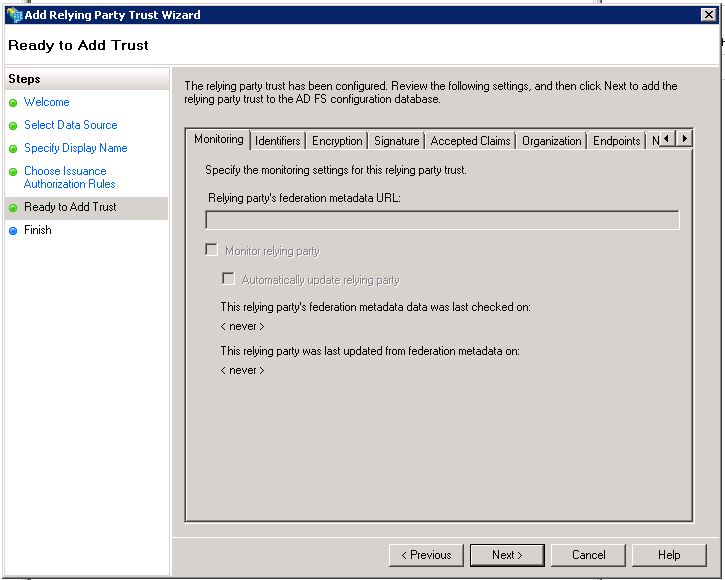 Add Relying Party Trust Wizard
Ready to Add Trust
Steps
Welcome
Select Data Source
Specify Display Name
Choose Issuance
Authorization Rules
Ready to Add Trust
Finish
The relying party trust has been configured. Review the following settings, and then click Next to add the
relying party trust to the AD FS configuration database.
Monitoring Identifiers Encryption Signature Accepted Claims Organization Endpoints N
Specify the monitoring settings for this relying party trust.
Relying party's federation metadata URL:
Monitor relying party
Automatically update relying party
This relying party's federation metadata data was last checked on:
< never >
This relying party was last updated from federation metadata on:
< never >
< Previous Next > Cancel Help